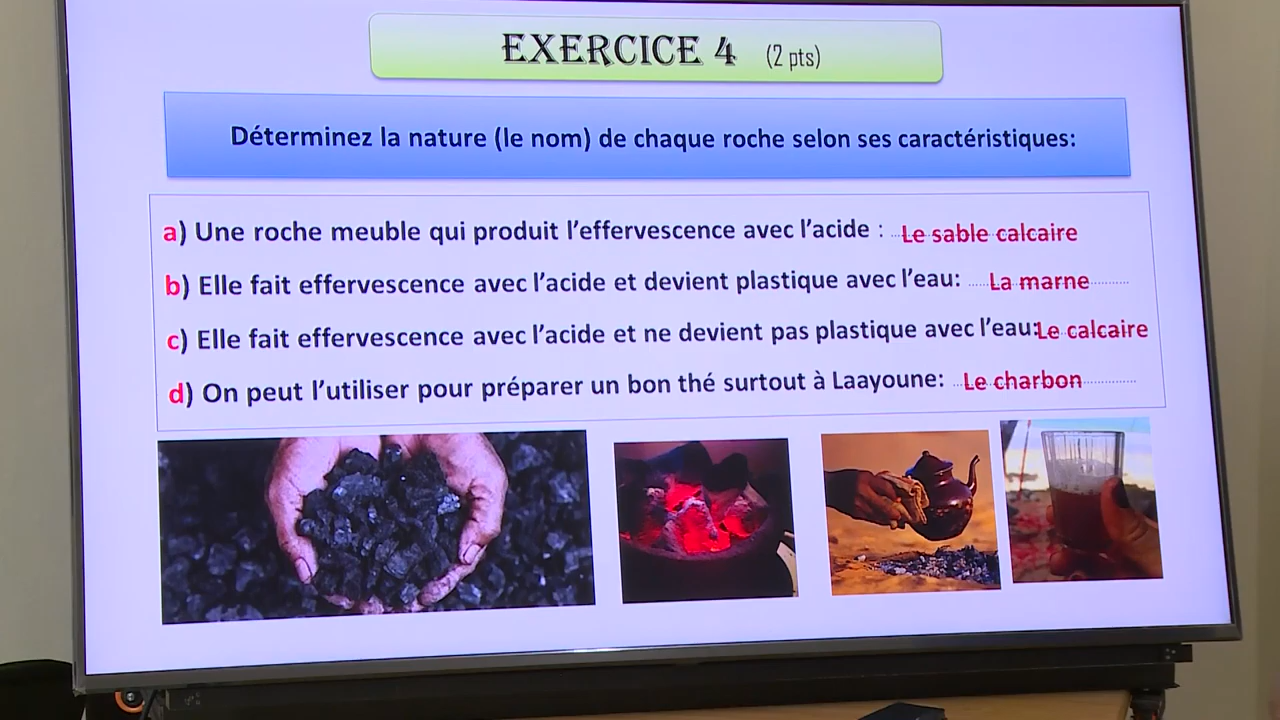 EXERCICE 4 (2 pts)
Déterminez la nature (le nom) de chaque roche selon ses caractéristiques:
a) Une roche meuble qui produit l'effervescence avec l'acide : Le sable calcaire
b) Elle fait effervescence avec l'acide et devient plastique avec l'eau: La marne
c) Elle fait effervescence avec l'acide et ne devient pas plastique avec l'eau: Le calcaire
d) On peut l'utiliser pour préparer un bon thé surtout à Laayoune: Le charbon